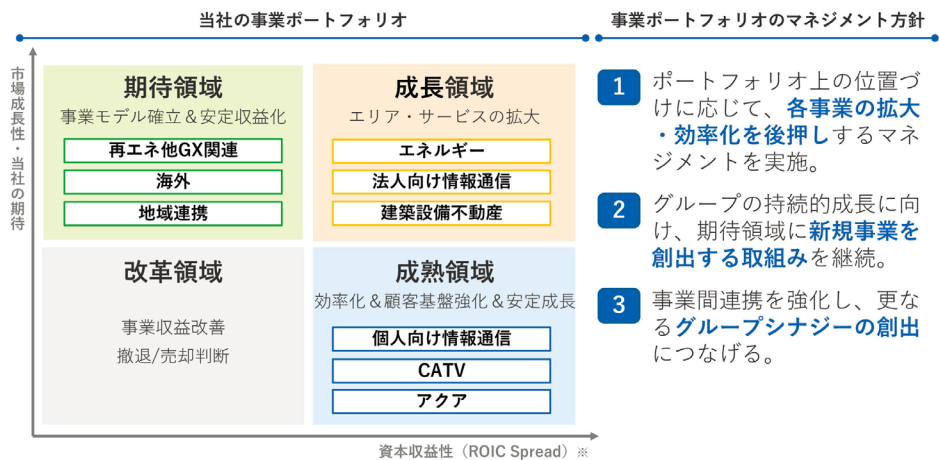 当社の事業ポートフォリオ
市場成長性・当社の期待
期待領域
事業モデル確立＆安定収益化
再エネ他GX関連
海外
地域連携
成長領域
エリア・サービスの拡大
エネルギー
法人向け情報通信
建築設備不動産
改革領域
事業収益改善
撤退/売却判断
成熟領域
効率化＆顧客基盤強化＆安定成長
個人向け情報通信
CATV
アクア
資本収益性（ROIC Spread）※
事業ポートフォリオのマネジメント方針
1
ポートフォリオ上の位置づ
けに応じて、各事業の拡大
・効率化を後押しするマネ
ジメントを実施。
2
グループの持続的成長に向
け、期待領域に新規事業を
創出する取組みを継続。
3
事業間連携を強化し、更な
るグループシナジーの創出
につなげる。